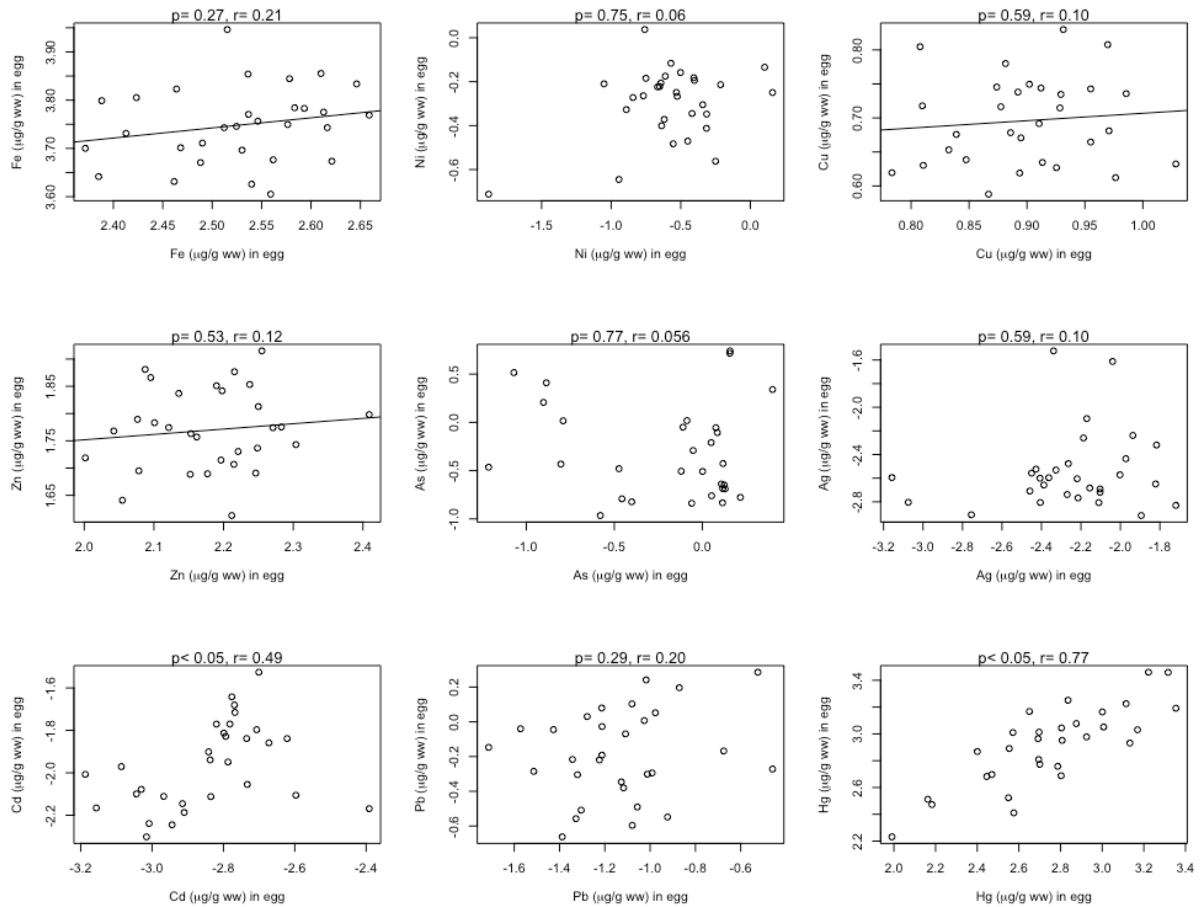 p= 0.27, r= 0.21
Fe (μg/g ww) in egg
3.90
3.80
3.70
3.60
2.40 2.45 2.50 2.55 2.60 2.65
Fe (μg/g ww) in egg
p= 0.75, r= 0.06
Ni (μg/g ww) in egg
0.0
-0.2
-0.4
-0.6
-1.5 -1.0 -0.5 0.0
Ni (μg/g ww) in egg
p= 0.59, r= 0.10
Cu (μg/g ww) in egg
0.80
0.70
0.60
0.80 0.85 0.90 0.95 1.00
Cu (μg/g ww) in egg
p= 0.53, r= 0.12
Zn (μg/g ww) in egg
1.85
1.75
1.65
2.0 2.1 2.2 2.3 2.4
Zn (μg/g ww) in egg
p= 0.77, r= 0.056
As (μg/g ww) in egg
0.5
0.0
-0.5
-1.0
-1.0 -0.5 0.0
As (μg/g ww) in egg
p= 0.59, r= 0.10
Ag (μg/g ww) in egg
-1.6
-2.0
-2.4
-2.8
-3.2 -3.0 -2.8 -2.6 -2.4 -2.2 -2.0 -1.8
Ag (μg/g ww) in egg
p< 0.05, r= 0.49
Cd (μg/g ww) in egg
-1.6
-1.8
-2.0
-2.2
-3.2 -3.0 -2.8 -2.6 -2.4
Cd (μg/g ww) in egg
p= 0.29, r= 0.20
Pb (μg/g ww) in egg
0.2
0.0
-0.2
-0.4
-0.6
-1.6 -1.4 -1.2 -1.0 -0.8 -0.6
Pb (μg/g ww) in egg
p< 0.05, r= 0.77
Hg (μg/g ww) in egg
3.4
3.0
2.6
2.2
2.0 2.2 2.4 2.6 2.8 3.0 3.2 3.4
Hg (μg/g ww) in egg